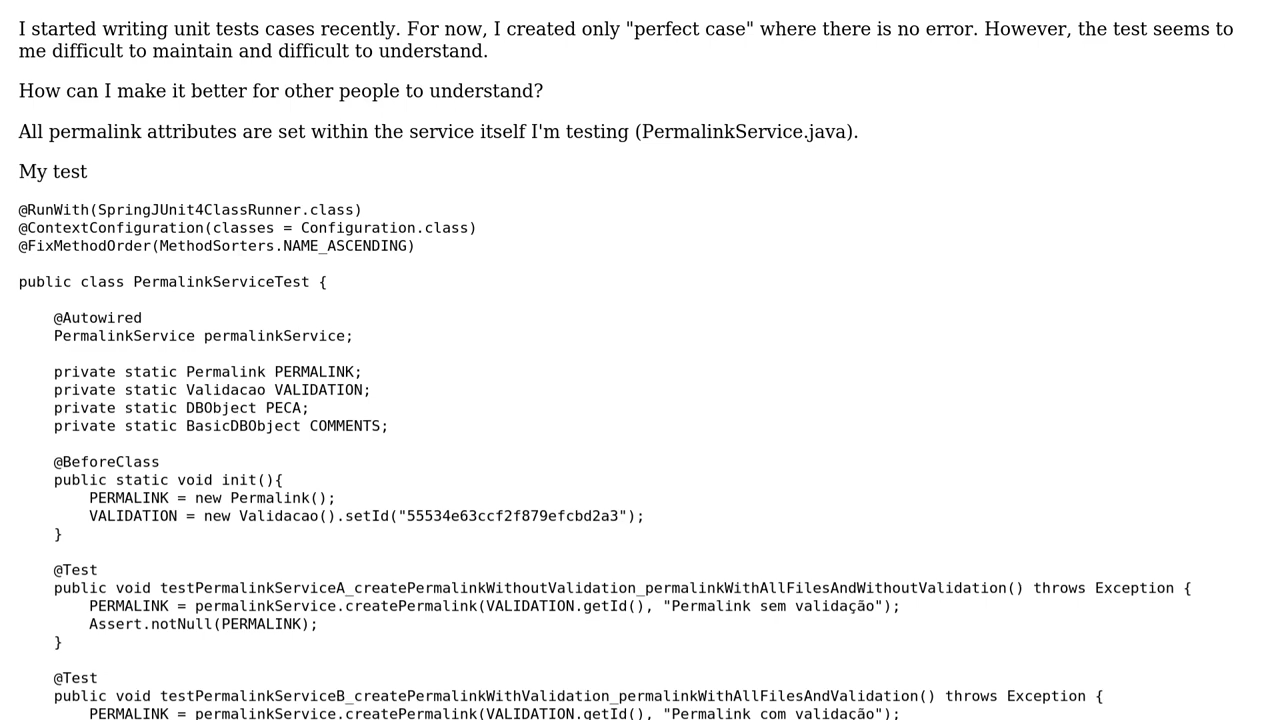 I started writing unit tests cases recently. For now, I created only "perfect case" where there is no error. However, the test seems to
me difficult to maintain and difficult to understand.
How can I make it better for other people to understand?
All permalink attributes are set within the service itself I'm testing (PermalinkService.java).
My test
@RunWith(SpringJUnit4ClassRunner.class)
@ContextConfiguration(classes = Configuration.class)
@FixMethodOrder(MethodSorters.NAME_ASCENDING)
public class PermalinkServiceTest {
@Autowired
PermalinkService permalinkService;
private static Permalink PERMALINK;
private static Validacao VALIDATION;
private static DBObject PECA;
private static BasicDBObject COMMENTS;
@BeforeClass
public static void init(){
PERMALINK = new Permalink();
VALIDATION = new Validacao().setId("55534e63ccf2f879efcbd2a3");
}
@Test
public void testPermalinkServiceA_createPermalinkWithoutValidation_permalinkWithAllFilesAndWithoutValidation() throws Exception {
PERMALINK = permalinkService.createPermalink(VALIDATION.getId(), "Permalink sem validação");
Assert.notNull(PERMALINK);
}
@Test
public void testPermalinkServiceB_createPermalinkWithValidation_permalinkWithAllFilesAndValidation() throws Exception {
PERMALINK = permalinkService.createPermalink(VALIDATION.getId(), "Permalink com validação");